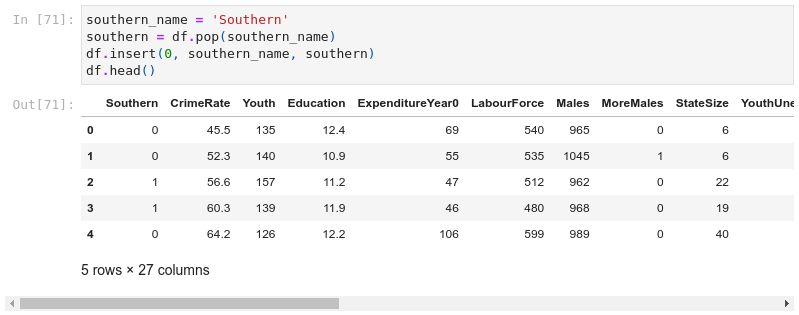 In [71]: southern_name = 'Southern'
southern = df.pop(southern_name)
df.insert(0, southern_name, southern)
df.head()
Out[71]: Southern CrimeRate Youth Education ExpenditureYear0 LabourForce Males MoreMales StateSize YouthUne
0 0 45.5 135 12.4 69 540 965 0 6
1 0 52.3 140 10.9 55 535 1045 1 6
2 1 56.6 157 11.2 47 512 962 0 22
3 1 60.3 139 11.9 46 480 968 0 19
4 0 64.2 126 12.2 106 599 989 0 40
5 rows × 27 columns